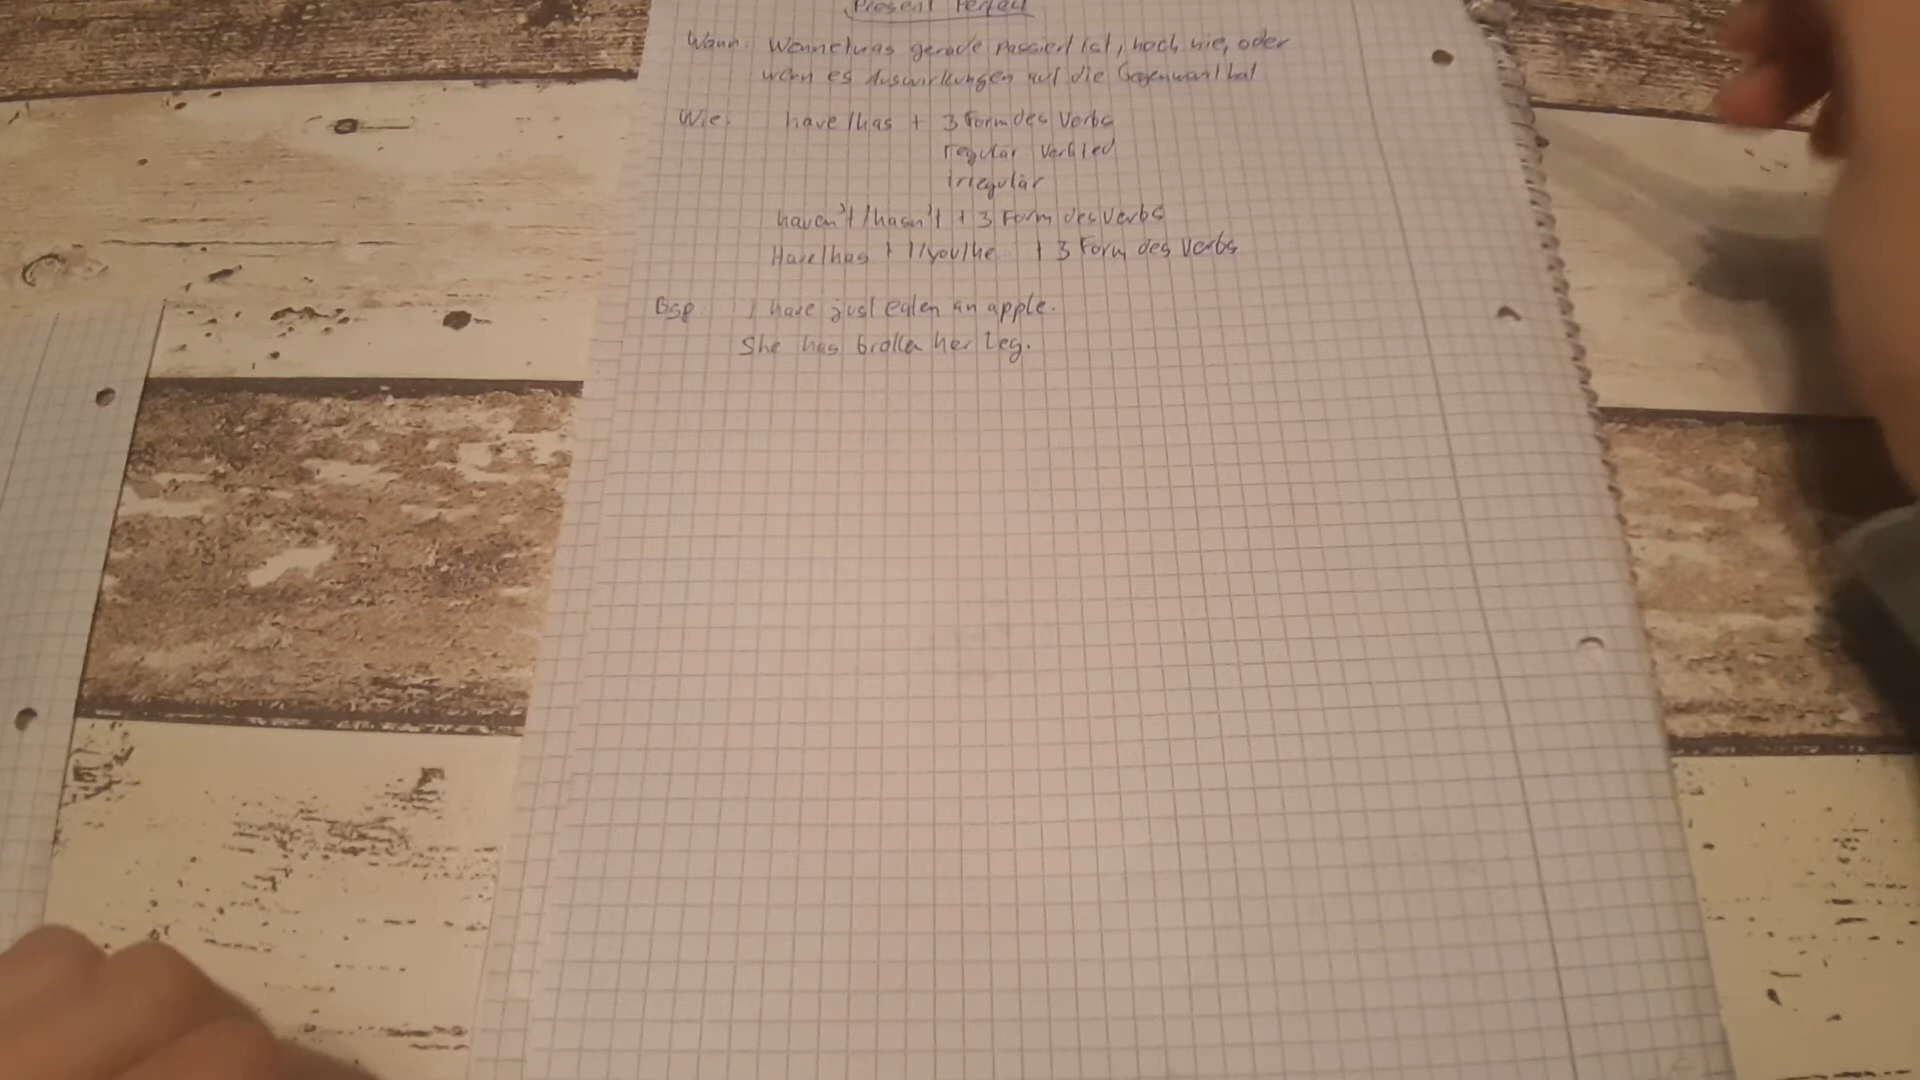 Present Perfect
Wann: Wenn etwas gerade passiert ist, noch nie, oder
wenn es Auswirkungen auf die Gegenwart hat
Wie: have/has + 3 Form des Verbs
regular Verb+ed
irregular
haven't/hasn't + 3 Form des Verbs
Have/has + I/you/he + 3 Form des Verbs
Bsp I have just eaten an apple.
She has broken her leg.